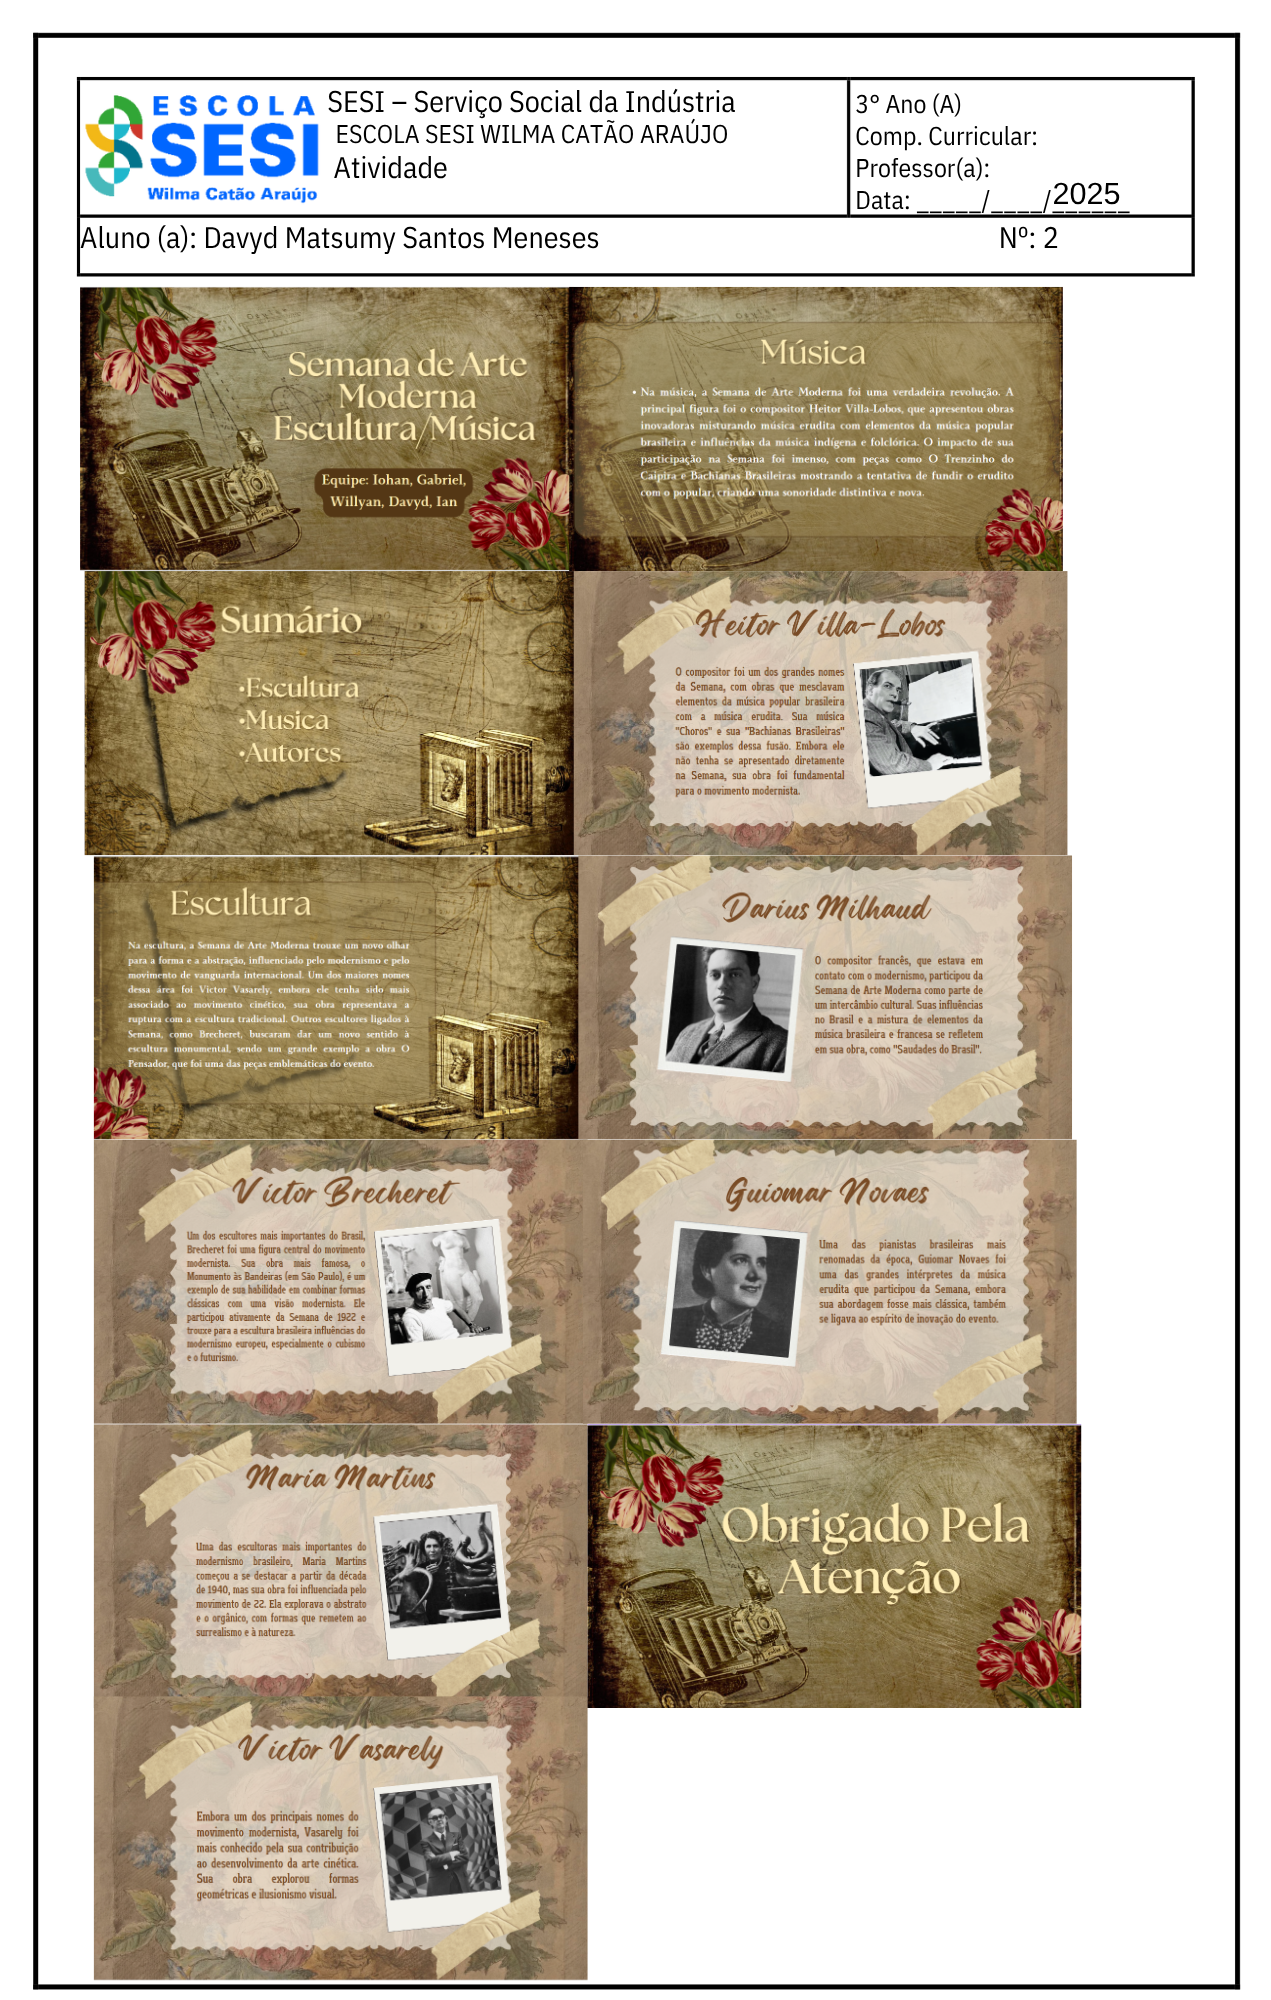 ESCOLA
SESI
Wilma Catão Araújo
SESI – Serviço Social da Indústria
ESCOLA SESI WILMA CATÃO ARAÚJO
Atividade
3° Ano (A)
Comp. Curricular:
Professor(a):
Data: _____/____/2025
Aluno (a): Davyd Matsumy Santos Meneses Nº: 2
Semana de Arte
Moderna
Escultura/Música
Equipe: Iohan, Gabriel,
Willyan, Davyd, Ian
Música
• Na música, a Semana de Arte Moderna foi uma verdadeira revolução. A
principal figura foi o compositor Heitor Villa-Lobos, que apresentou obras
inovadoras misturando música erudita com elementos da música popular
brasileira e influências da música indígena e folclórica. O impacto de sua
participação na Semana foi imenso, com peças como O Trenzinho do
Caipira e Bachianas Brasileiras mostrando a tentativa de fundir o erudito
com o popular, criando uma sonoridade distintiva e nova.
Sumário
•Escultura
•Musica
•Autores
Heitor Villa-Lobos
O compositor foi um dos grandes nomes
da Semana, com obras que mesclavam
elementos da música popular brasileira
com a música erudita. Sua música
"Choros" e sua "Bachianas Brasileiras"
são exemplos dessa fusão. Embora ele
não tenha se apresentado diretamente
na Semana, sua obra foi fundamental
para o movimento modernista.
Escultura
Na escultura, a Semana de Arte Moderna trouxe um novo olhar
para a forma e a abstração, influenciado pelo modernismo e pelo
movimento de vanguarda internacional. Um dos maiores nomes
dessa área foi Victor Vasarely, embora ele tenha sido mais
associado ao movimento cinético, sua obra representava a
ruptura com a escultura tradicional. Outros escultores ligados à
Semana, como Brecheret, buscaram dar um novo sentido à
escultura monumental, sendo um grande exemplo a obra O
Pensador, que foi uma das peças emblemáticas do evento.
Darius Milhaud
O compositor francês, que estava em
contato com o modernismo, participou da
Semana de Arte Moderna como parte de
um intercâmbio cultural. Suas influências
no Brasil e a mistura de elementos da
música brasileira e francesa se refletem
em sua obra, como "Saudades do Brasil".
Victor Brecheret
Um dos escultores mais importantes do Brasil,
Brecheret foi uma figura central do movimento
modernista. Sua obra mais famosa, o
Monumento às Bandeiras (em São Paulo), é um
exemplo de sua habilidade em combinar formas
clássicas com uma visão modernista. Ele
participou ativamente da Semana de 1922 e
trouxe para a escultura brasileira influências do
modernismo europeu, especialmente o cubismo
e o futurismo.
Guiomar Novaes
Uma das pianistas brasileiras mais
renomadas da época, Guiomar Novaes foi
uma das grandes intérpretes da música
erudita que participou da Semana, embora
sua abordagem fosse mais clássica, também
se ligava ao espírito de inovação do evento.
Maria Martins
Uma das escultoras mais importantes do
modernismo brasileiro, Maria Martins
começou a se destacar a partir da década
de 1940, mas sua obra foi influenciada pelo
movimento de 22. Ela explorava o abstrato
e o orgânico, com formas que remetem ao
surrealismo e à natureza.
Obrigado Pela
Atenção
Victor Vasarely
Embora um dos principais nomes do
movimento modernista, Vasarely foi
mais conhecido pela sua contribuição
ao desenvolvimento da arte cinética.
Sua obra explorou formas
geométricas e ilusionismo visual.